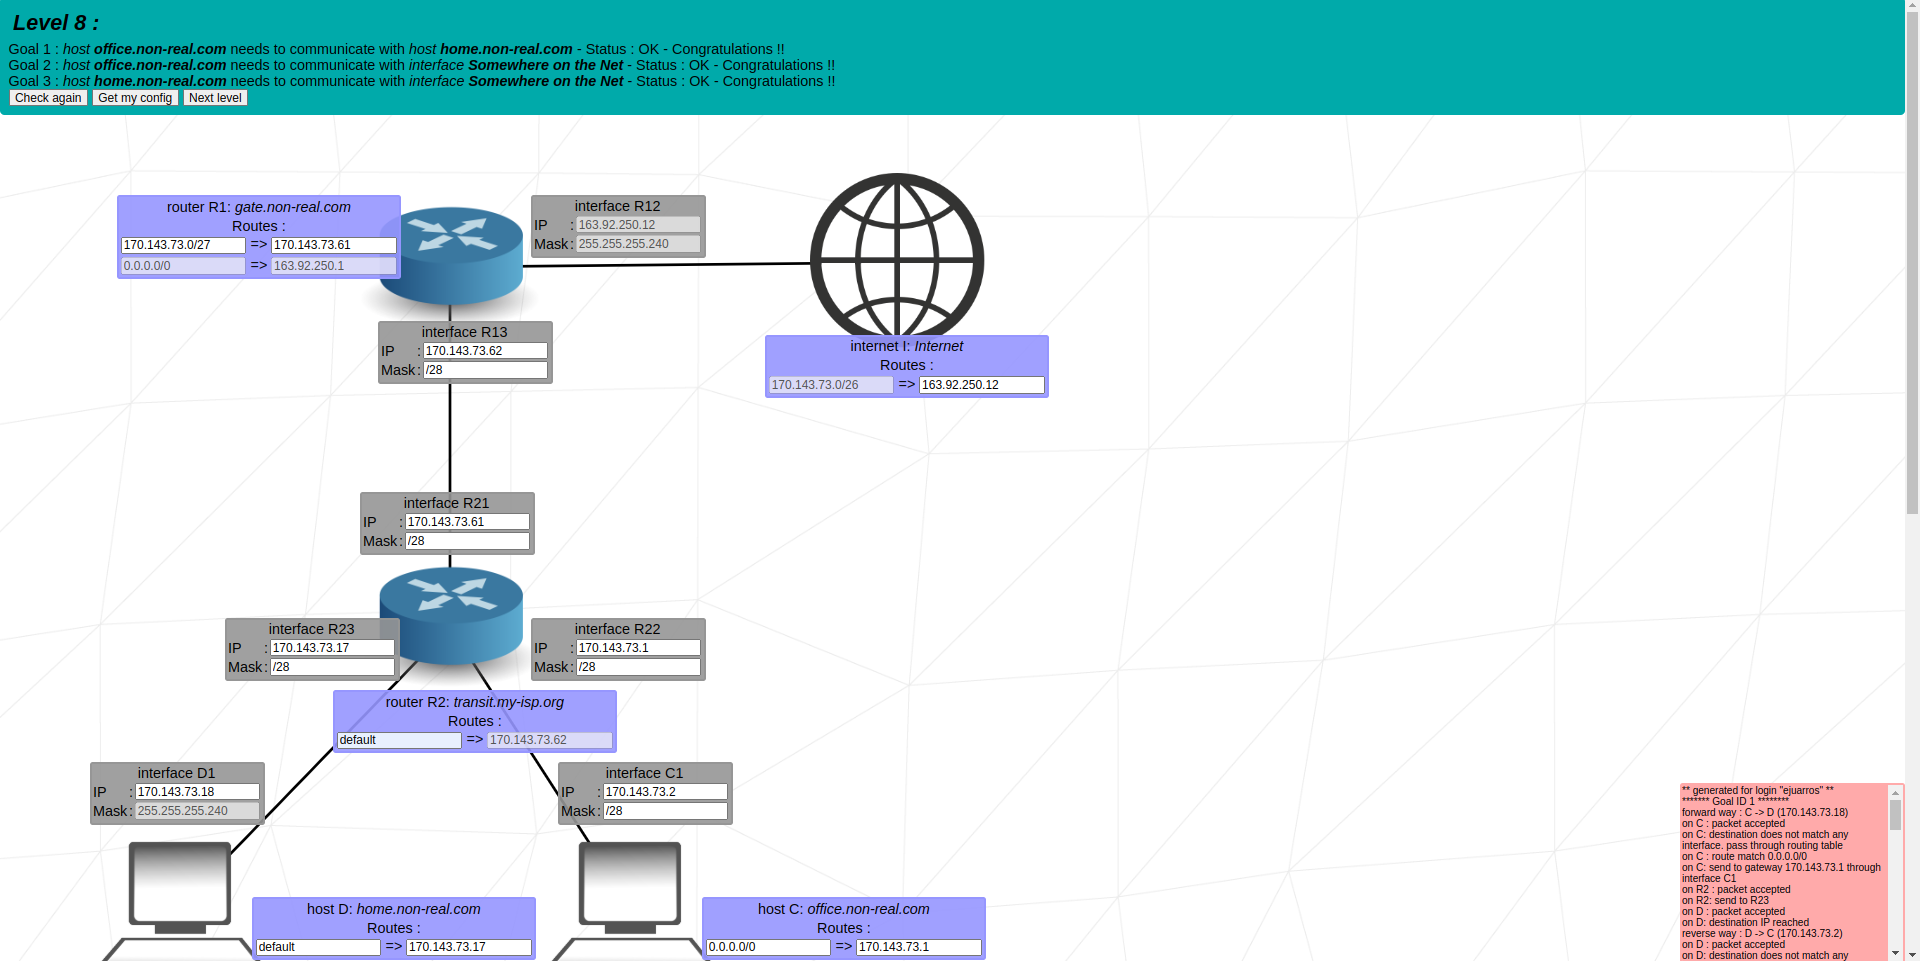 Level 8 :
Goal 1 : host office.non-real.com needs to communicate with host home.non-real.com - Status : OK - Congratulations !!
Goal 2 : host office.non-real.com needs to communicate with interface Somewhere on the Net - Status : OK - Congratulations !!
Goal 3 : host home.non-real.com needs to communicate with interface Somewhere on the Net - Status : OK - Congratulations !!
Check again Get my config Next level
router R1: gate.non-real.com
Routes :
170.143.73.0/27 => 170.143.73.61
0.0.0.0/0 => 163.92.250.1
interface R12
IP : 163.92.250.12
Mask : 255.255.255.240
interface R13
IP : 170.143.73.62
Mask : /28
internet I: Internet
Routes :
170.143.73.0/26 => 163.92.250.12
interface R21
IP : 170.143.73.61
Mask : /28
interface R23
IP : 170.143.73.17
Mask : /28
interface R22
IP : 170.143.73.1
Mask : /28
router R2: transit.my-isp.org
Routes :
default => 170.143.73.62
interface D1
IP : 170.143.73.18
Mask : 255.255.255.240
interface C1
IP : 170.143.73.2
Mask : /28
host D: home.non-real.com
Routes :
default => 170.143.73.17
host C: office.non-real.com
Routes :
0.0.0.0/0 => 170.143.73.1
** generated for login "ejuarros" **
******* Goal ID 1 ********
forward way : C -> D (170.143.73.18)
on C : packet accepted
on C: destination does not match any
interface. pass through routing table
on C : route match 0.0.0.0/0
on C: send to gateway 170.143.73.1 through
interface C1
on R2 : packet accepted
on R2: send to R23
on D : packet accepted
on D: destination IP reached
reverse way : D -> C (170.143.73.2)
on D : packet accepted
on D: destination does not match any